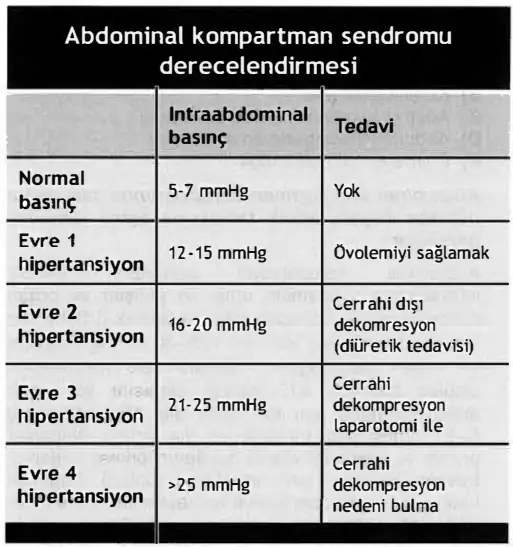 Abdominal kompartman sendromu
derecelendirmesi
Intraabdominal
basınç
Tedavi
Normal
basınç
5-7 mmHg
Yok
Evre 1
hipertansiyon
12-15 mmHg
Övolemiyi sağlamak
Evre 2
hipertansiyon
16-20 mmHg
Cerrahi dışı
dekomresyon
(diüretik tedavisi)
Evre 3
hipertansiyon
21-25 mmHg
Cerrahi
dekompresyon
laparotomi ile
Evre 4
hipertansiyon
>25 mmHg
Cerrahi
dekompresyon
nedeni bulma